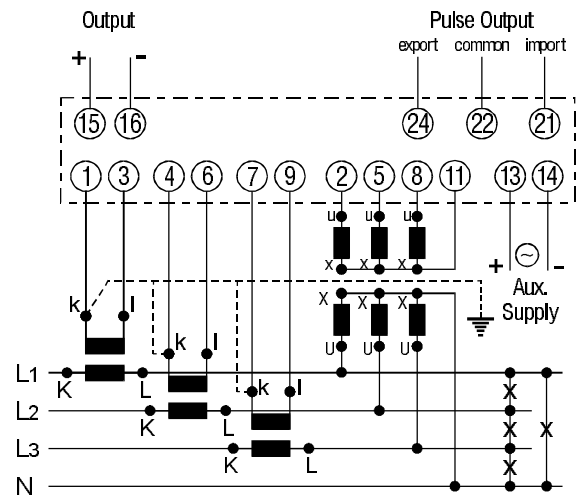 Output
Pulse Output
export common import
+ -
15 16 24 22 21
1 3 4 6 7 9 2 5 8 11 13 14
u u u
x x x
+ ~ -
Aux.
Supply
k l
x x x
k l
u u u
k l
L1
K L
X
L2
K L
X X
L3
K L
X
N